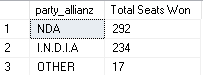 party_allianz Total Seats Won
1 NDA 292
2 I.N.D.I.A 234
3 OTHER 17